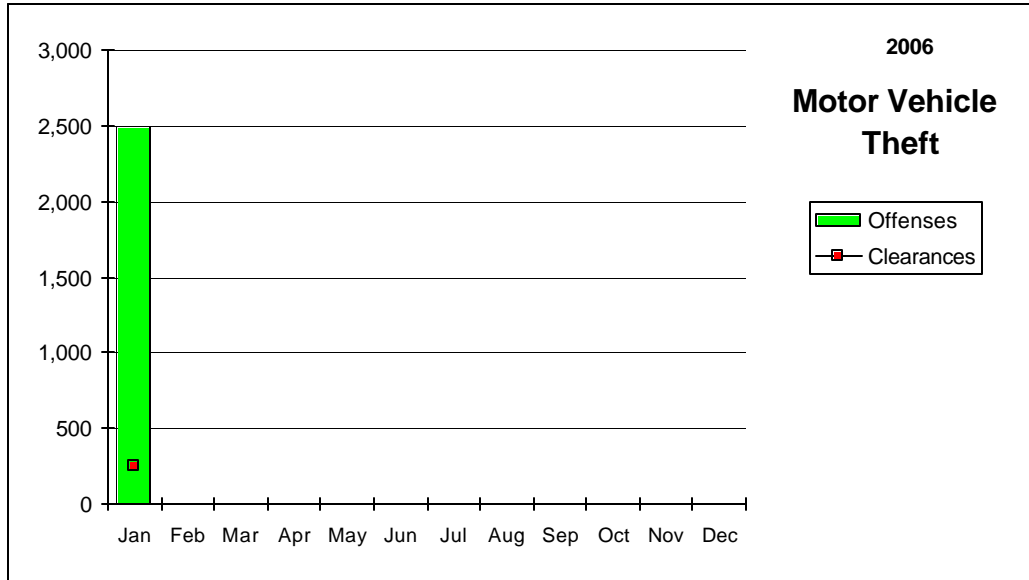 2006
Motor Vehicle
Theft
3,000
2,500
2,000
1,500
1,000
500
0
Jan Feb Mar Apr May Jun Jul Aug Sep Oct Nov Dec
Offenses
Clearances